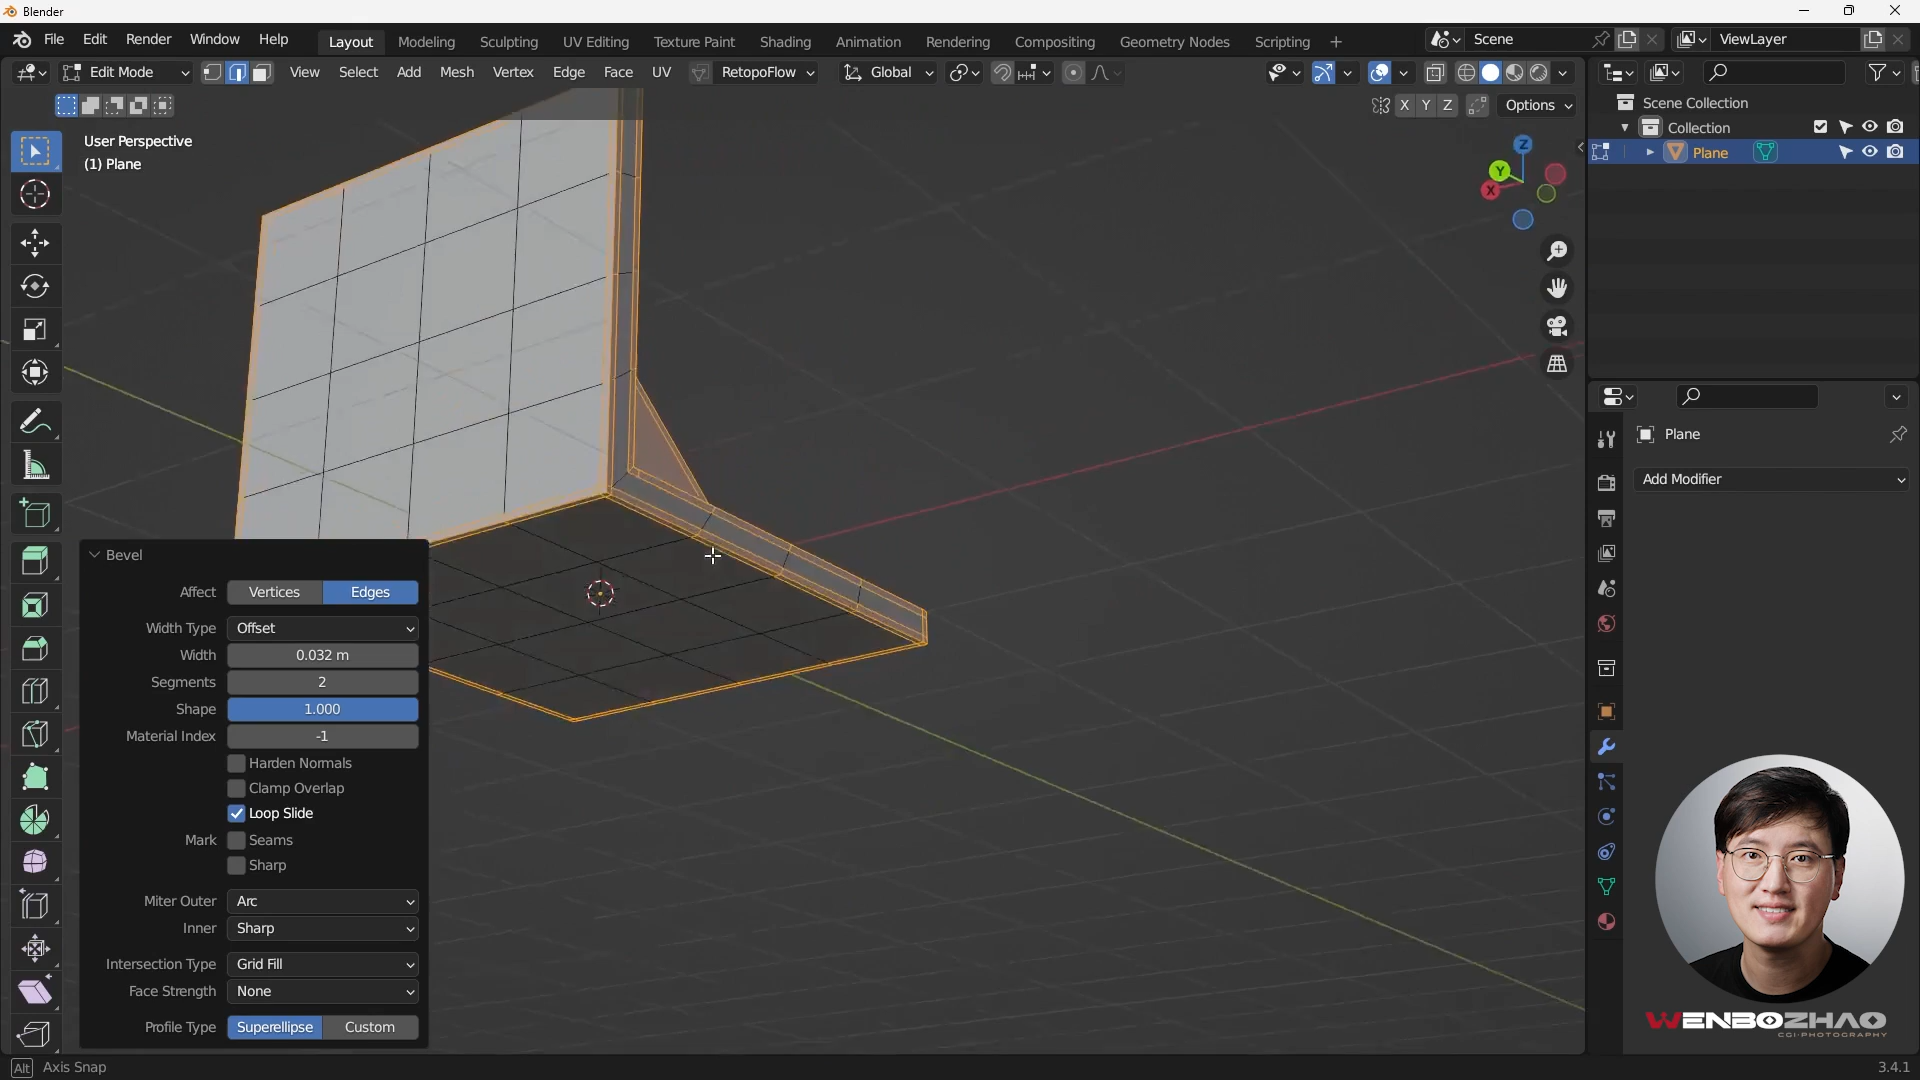 Blender
File Edit Render Window Help Layout Modeling Sculpting UV Editing Texture Paint Shading Animation Rendering Compositing Geometry Nodes Scripting + Scene ViewLayer
Edit Mode View Select Add Mesh Vertex Edge Face UV RetopoFlow Global
X Y Z Options
User Perspective
(1) Plane
Z
Y
X
Scene Collection
Collection
Plane
Plane
Add Modifier
Bevel
Affect Vertices Edges
Width Type Offset
Width 0.032 m
Segments 2
Shape 1.000
Material Index -1
Harden Normals
Clamp Overlap
Loop Slide
Mark Seams
Sharp
Miter Outer Arc
Inner Sharp
Intersection Type Grid Fill
Face Strength None
Profile Type Superellipse Custom
WENBOZHAO
CGI·PHOTOGRAPHY
Alt Axis Snap
3.4.1